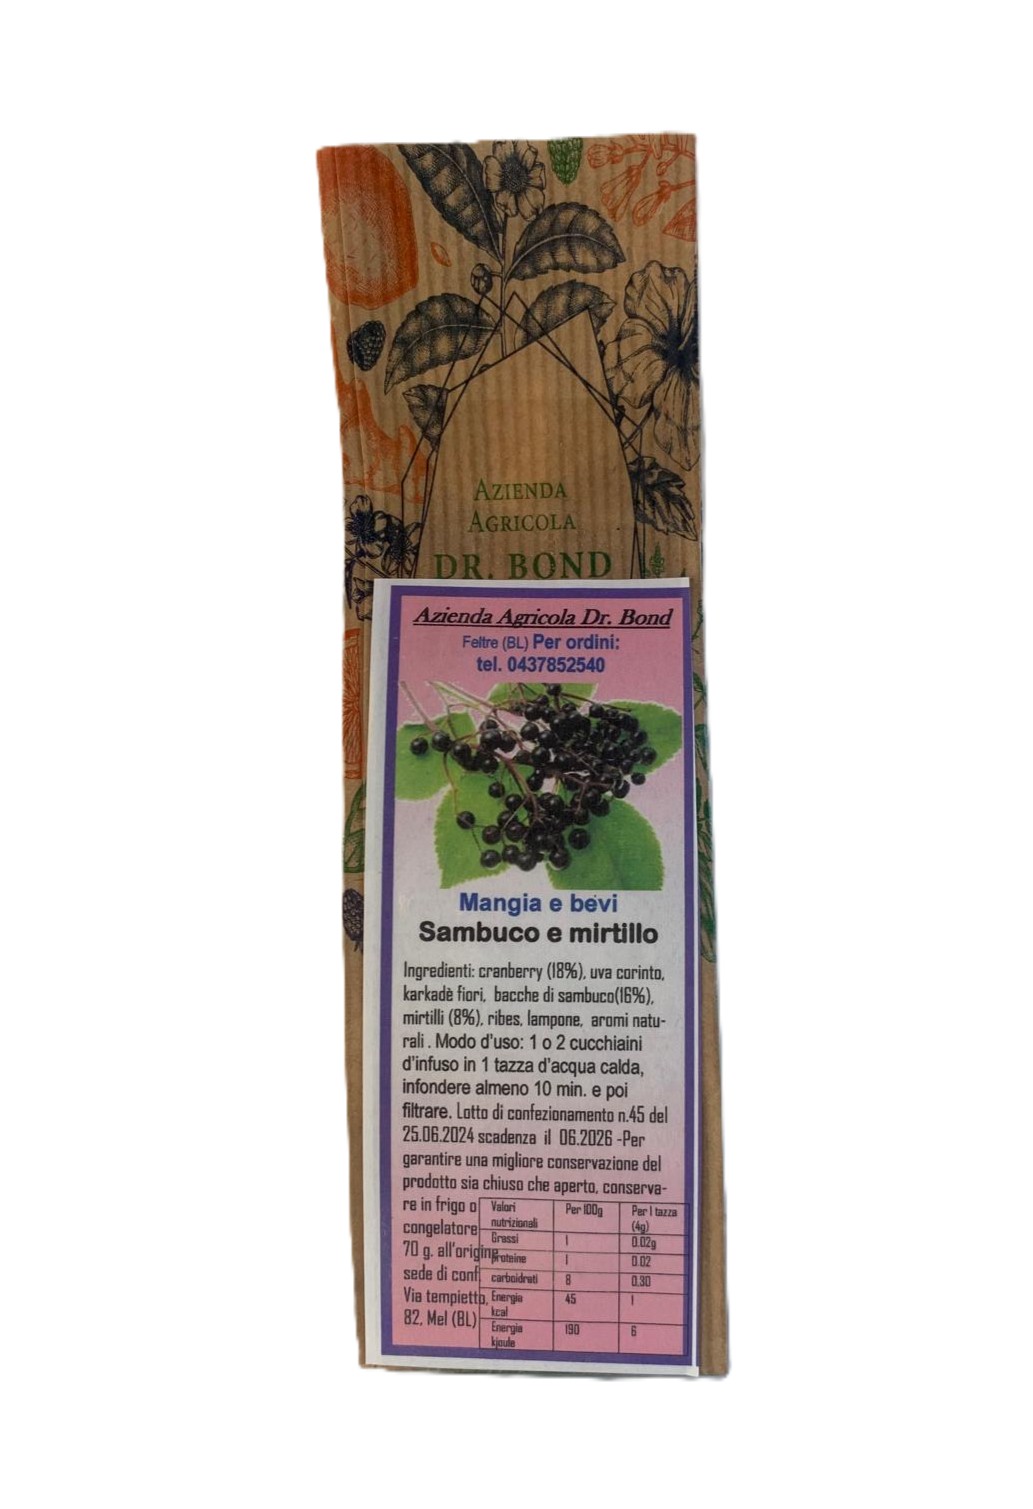 AZIENDA
AGRICOLA
DR. BOND
Azienda Agricola Dr. Bond
Feltre (BL) Per ordini:
tel. 0437852540
Mangia e bevi
Sambuco e mirtillo
Ingredienti: cranberry (18%), uva corinto,
karkadè fiori, bacche di sambuco(16%),
mirtilli (8%), ribes, lampone, aromi natu-
rali . Modo d'uso: 1 o 2 cucchiaini
d'infuso in 1 tazza d'acqua calda,
infondere almeno 10 min. e poi
filtrare. Lotto di confezionamento n.45 del
25.06.2024 scadenza il 06.2026 -Per
garantire una migliore conservazione del
prodotto sia chiuso che aperto, conserva-
re in frigo o
congelatore
70 g. all'origine
sede di conf
Via tempietto,
82, Mel (BL)
Valori nutrizionali Per 100g Per 1 tazza (4g)
Grassi 1 0.02g
proteine 1 0.02
carboidrati 8 0.30
Energia kcal 45 1
Energia kjoule 190 6